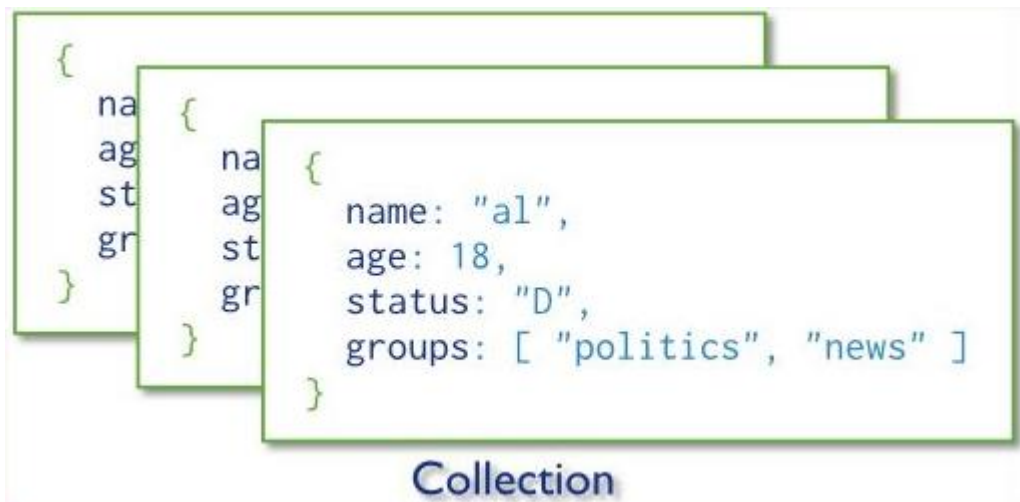 {
na
ag
st
gr
}
{
na
ag
st
gr
}
{
name: "al",
age: 18,
status: "D",
groups: [ "politics", "news" ]
}
Collection